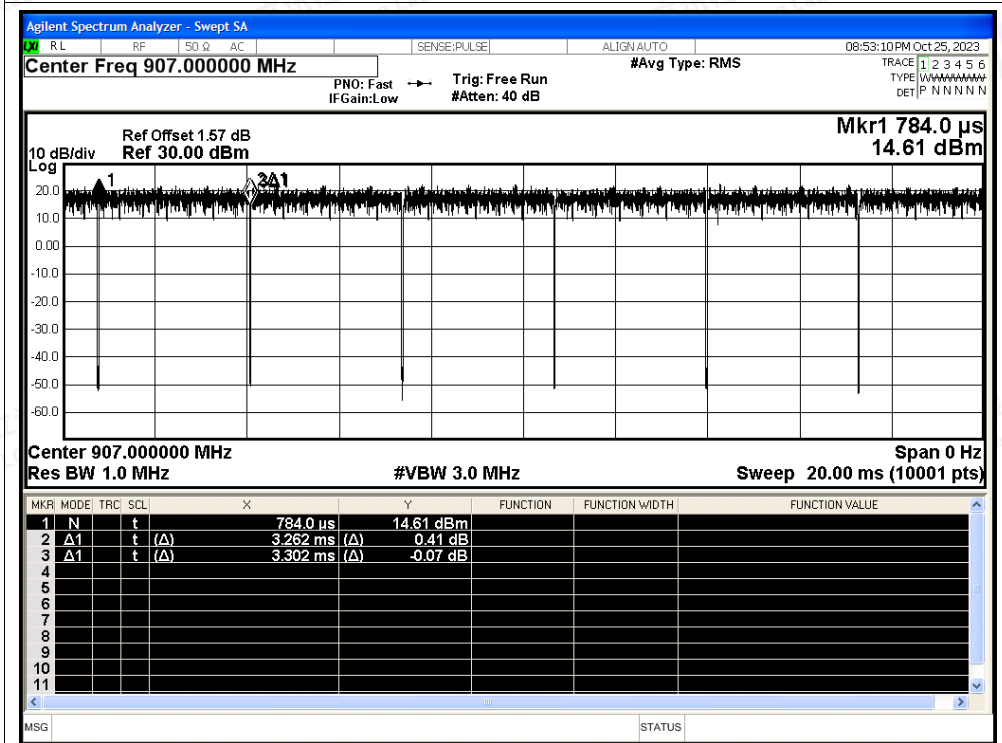 Agilent Spectrum Analyzer - Swept SA
LXI RL RF 50 Ω AC SENSE:PULSE ALIGN AUTO 08:53:10 PM Oct 25, 2023
Center Freq 907.000000 MHz #Avg Type: RMS TRACE 1 2 3 4 5 6
PNO: Fast Trig: Free Run TYPE WWWWWW
IFGain:Low #Atten: 40 dB DET P N N N N N
Mkr1 784.0 µs
14.61 dBm
Ref Offset 1.57 dB
10 dB/div Ref 30.00 dBm
Log
1 3Δ1
20.0
10.0
0.00
-10.0
-20.0
-30.0
-40.0
-50.0
-60.0
Center 907.000000 MHz Span 0 Hz
Res BW 1.0 MHz #VBW 3.0 MHz Sweep 20.00 ms (10001 pts)
MKR MODE TRC SCL X Y FUNCTION FUNCTION WIDTH FUNCTION VALUE
1 N t 784.0 µs 14.61 dBm
2 Δ1 t (Δ) 3.262 ms (Δ) 0.41 dB
3 Δ1 t (Δ) 3.302 ms (Δ) -0.07 dB
4
5
6
7
8
9
10
11
MSG STATUS